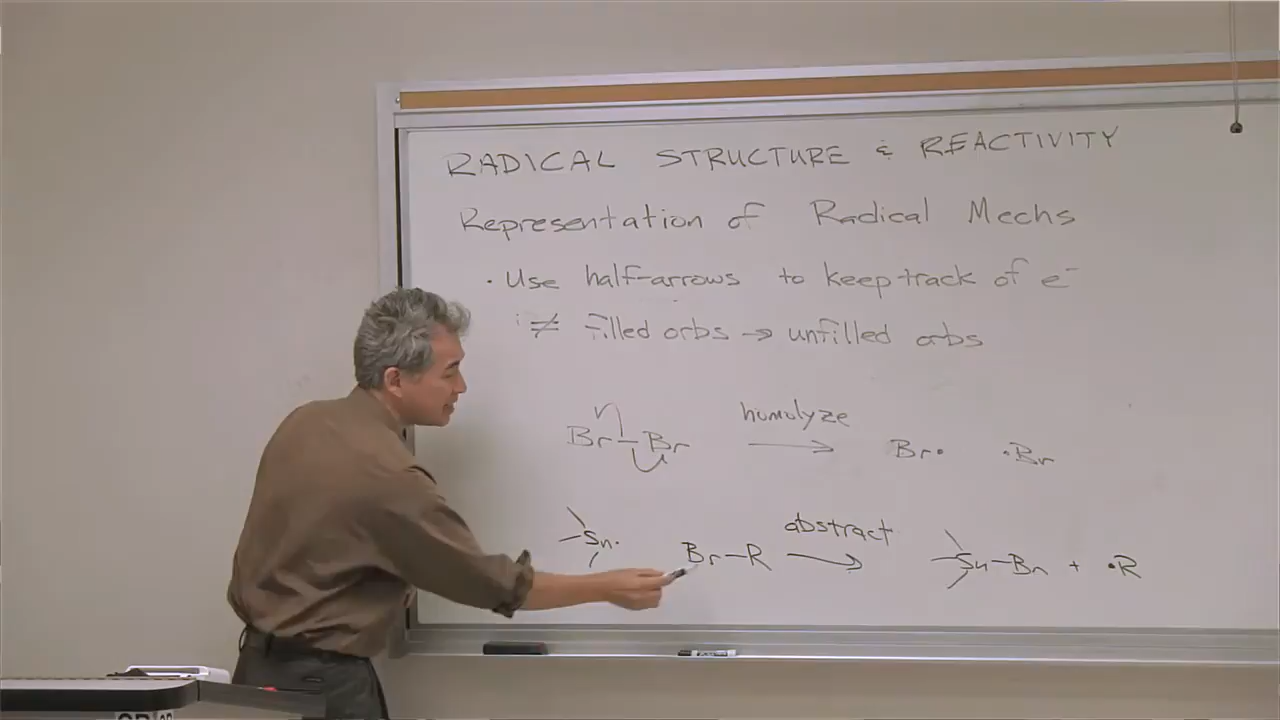 RADICAL STRUCTURE & REACTIVITY
Representation of Radical Mechs
• Use half-arrows to keep track of e⁻
≠ filled orbs → unfilled orbs
homolyze
Br—Br → Br• •Br
abstract
Sn• Br—R → Sn—Br + •R